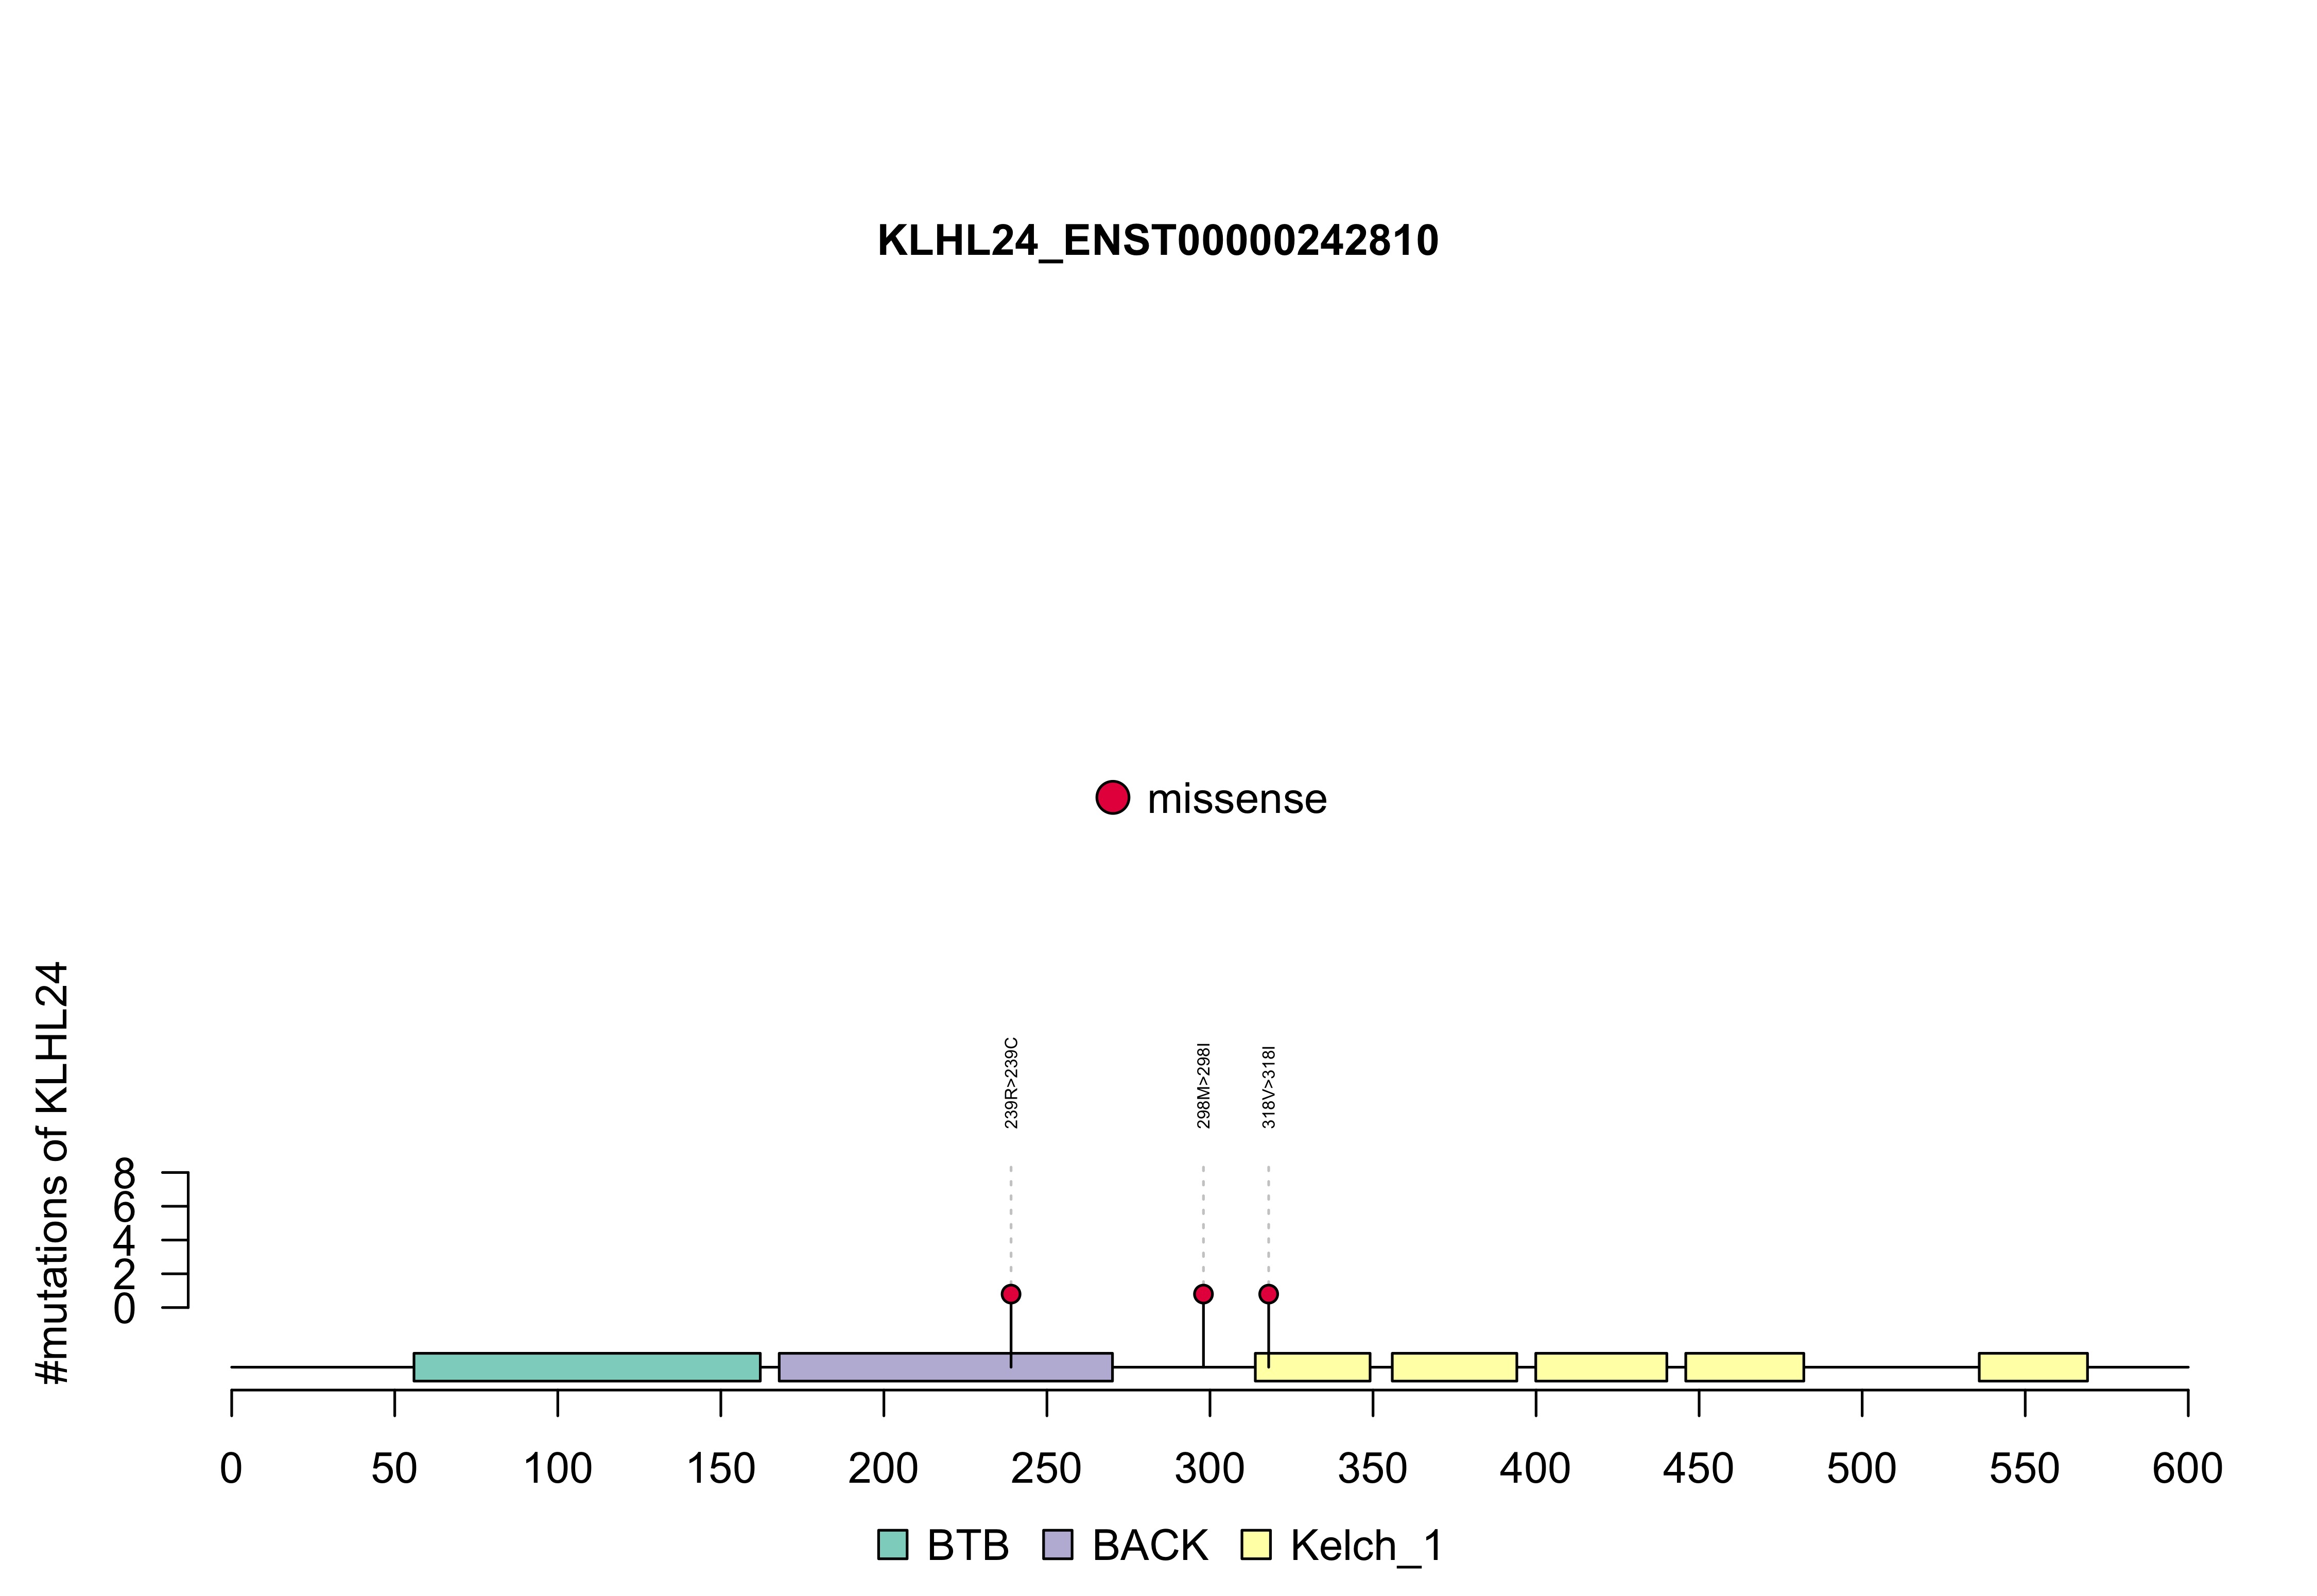 KLHL24_ENST00000242810
missense
#mutations of KLHL24
239R>239C
298M>298I
318V>318I
8
6
4
2
0
0 50 100 150 200 250 300 350 400 450 500 550 600
BTB BACK Kelch_1